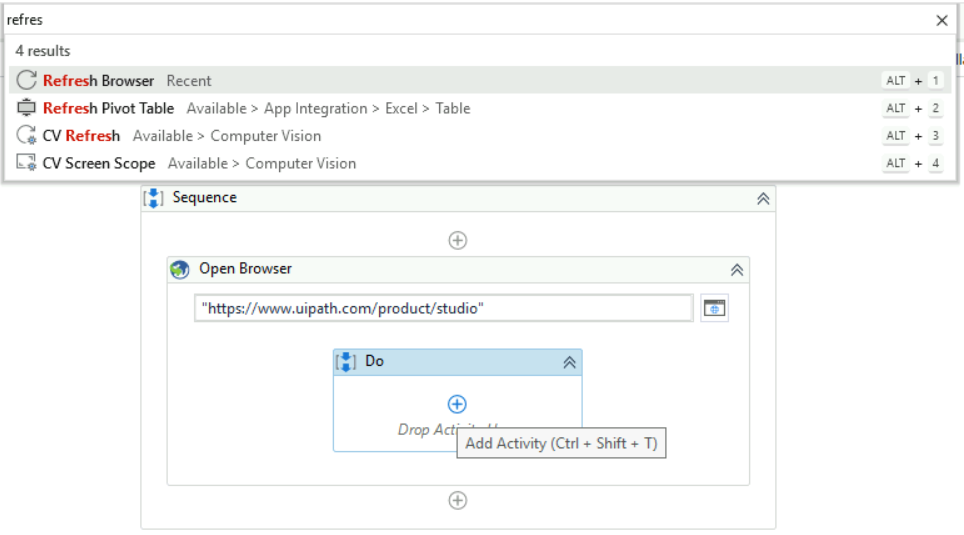 refres
4 results
Refresh Browser Recent ALT + 1
Refresh Pivot Table Available > App Integration > Excel > Table ALT + 2
CV Refresh Available > Computer Vision ALT + 3
CV Screen Scope Available > Computer Vision ALT + 4
Sequence
Open Browser
"https://www.uipath.com/product/studio"
Do
Drop
Add Activity (Ctrl + Shift + T)